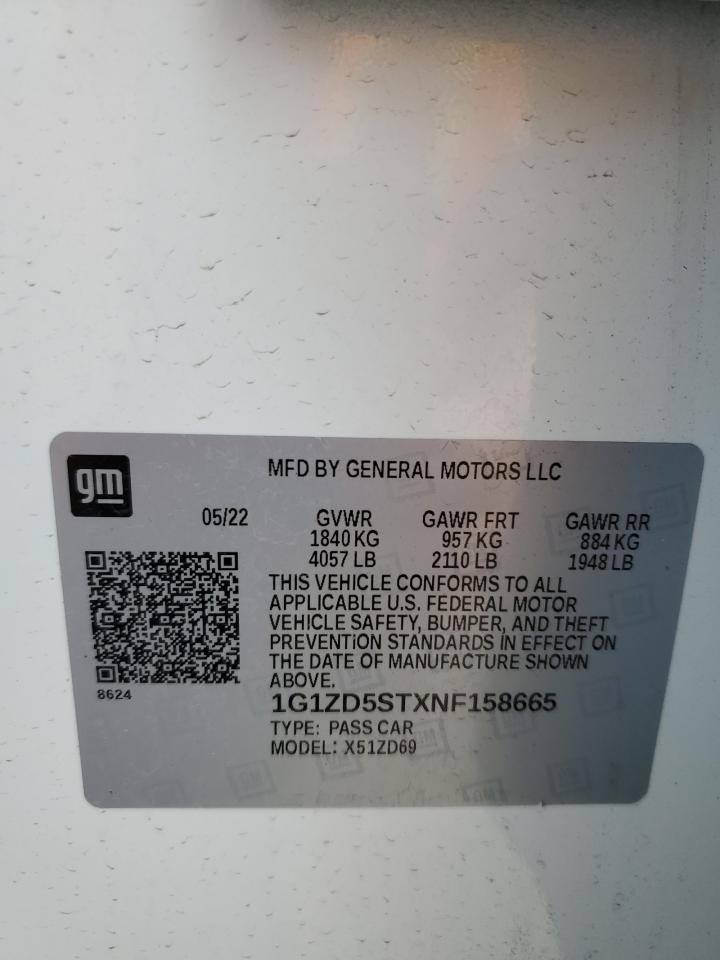 gm
MFD BY GENERAL MOTORS LLC
05/22 GVWR GAWR FRT GAWR RR
1840 KG 957 KG 884 KG
4057 LB 2110 LB 1948 LB
THIS VEHICLE CONFORMS TO ALL
APPLICABLE U.S. FEDERAL MOTOR
VEHICLE SAFETY, BUMPER, AND THEFT
PREVENTION STANDARDS IN EFFECT ON
THE DATE OF MANUFACTURE SHOWN
ABOVE.
8624
1G1ZD5STXNF158665
TYPE: PASS CAR
MODEL: X51ZD69